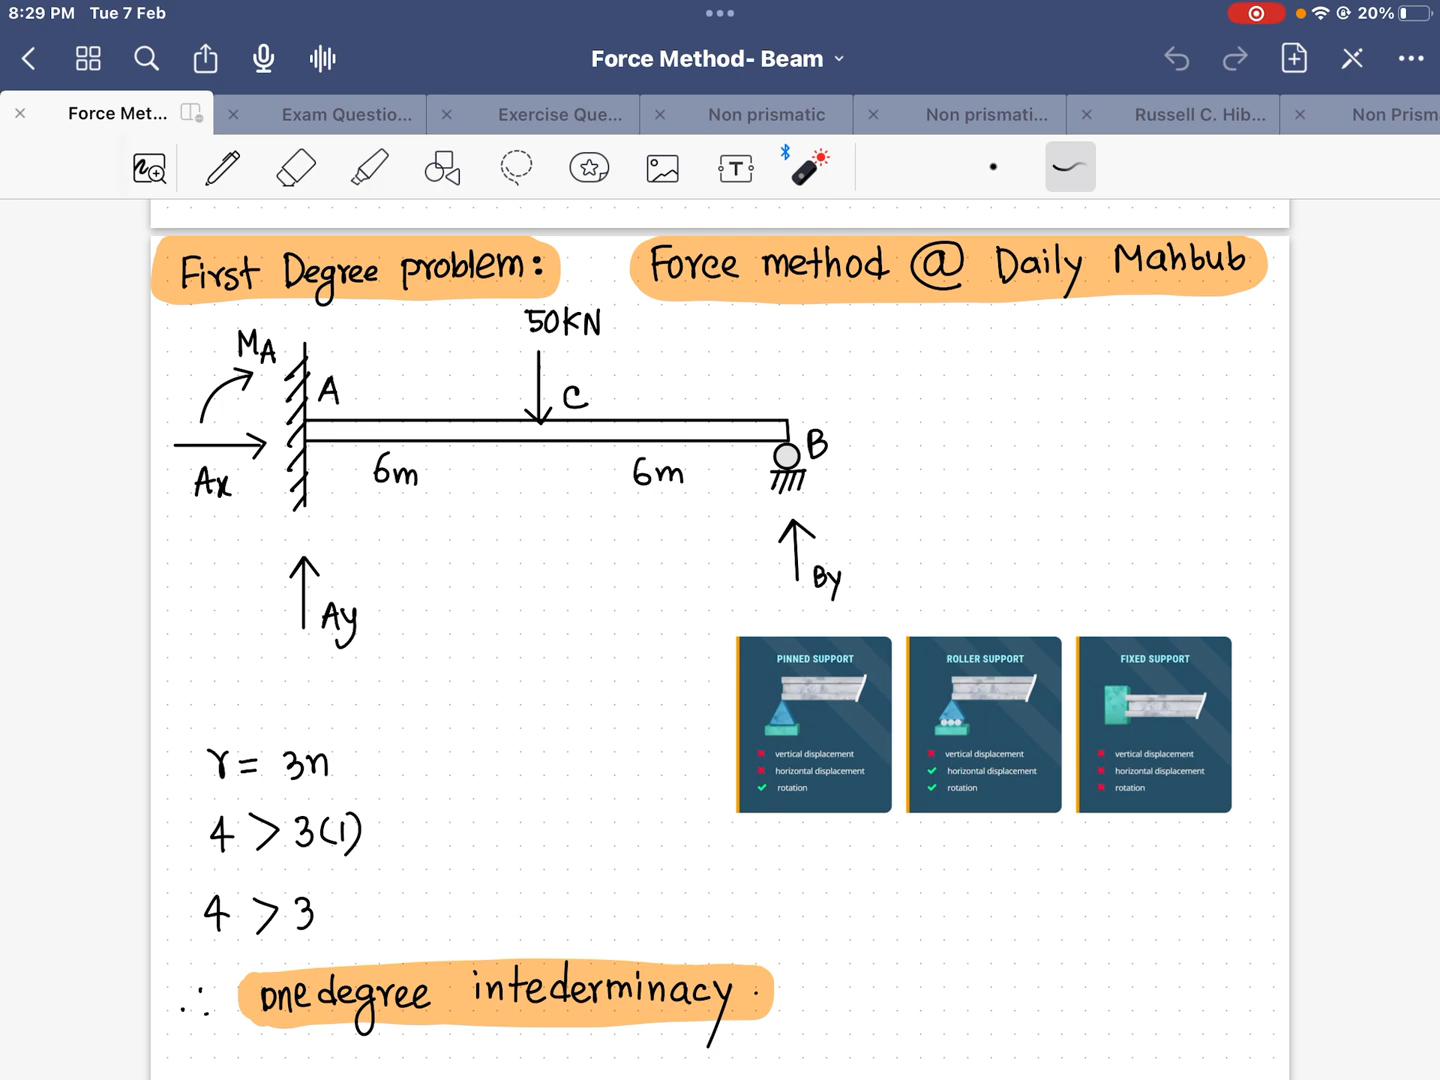 8:29 PM Tue 7 Feb
20%
Force Method- Beam
Force Met...
Exam Questio...
Exercise Que...
Non prismatic
Non prismati...
Russell C. Hib...
Non Prism
T
First Degree problem:
Force method @ Daily Mahbub
50KN
MA
A
C
B
Ax
6m
6m
By
Ay
PINNED SUPPORT
vertical displacement
horizontal displacement
rotation
ROLLER SUPPORT
vertical displacement
horizontal displacement
rotation
FIXED SUPPORT
vertical displacement
horizontal displacement
rotation
r = 3n
4 > 3(1)
4 > 3
∴ one degree intederminacy.